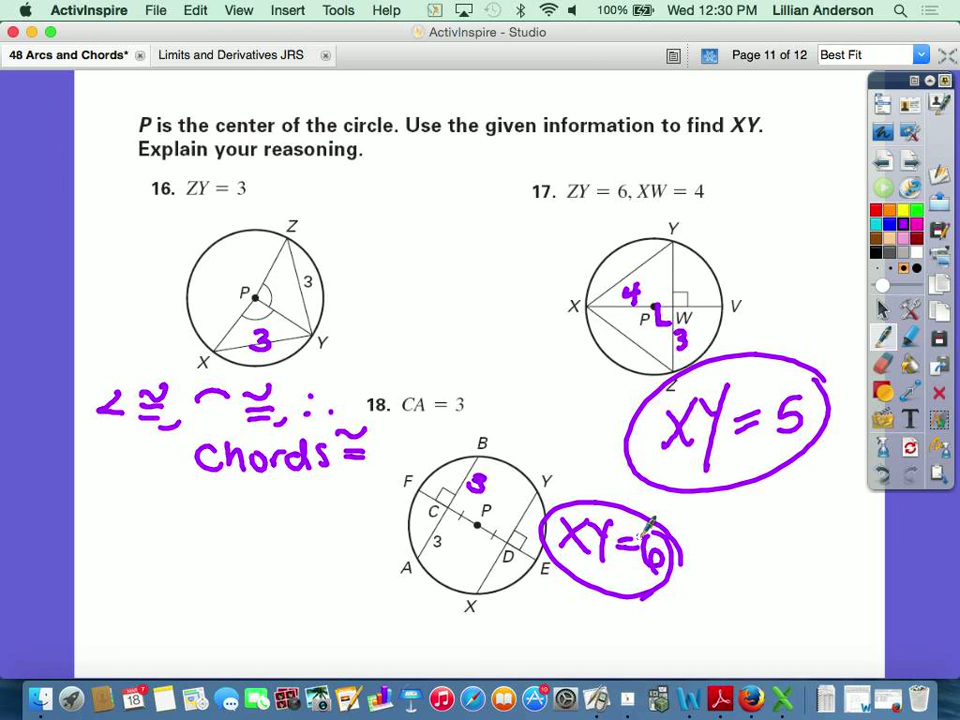 ActivInspire File Edit View Insert Tools Help 100% Wed 12:30 PM Lillian Anderson
ActivInspire - Studio
48 Arcs and Chords* Limits and Derivatives JRS Page 11 of 12 Best Fit
P is the center of the circle. Use the given information to find XY.
Explain your reasoning.
16. ZY = 3
17. ZY = 6, XW = 4
Z
P
3
3
X
Y
Y
4
X
P
W
V
3
Z
XY = 5
∠ ≅, ⌒ ≅, ∴
chords ≅
18. CA = 3
B
F
3
Y
C
P
3
D
A
E
X
XY = 6